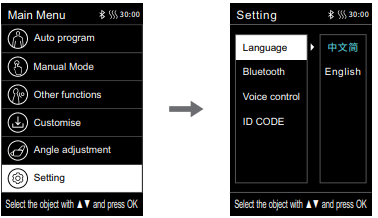 Main Menu 30:00
Auto program
Manual Mode
Other functions
Customise
Angle adjustment
Setting
Select the object with ▲▼ and press OK
Setting 30:00
Language 中文简
Bluetooth English
Voice control
ID CODE
Select the object with ▲▼ and press OK